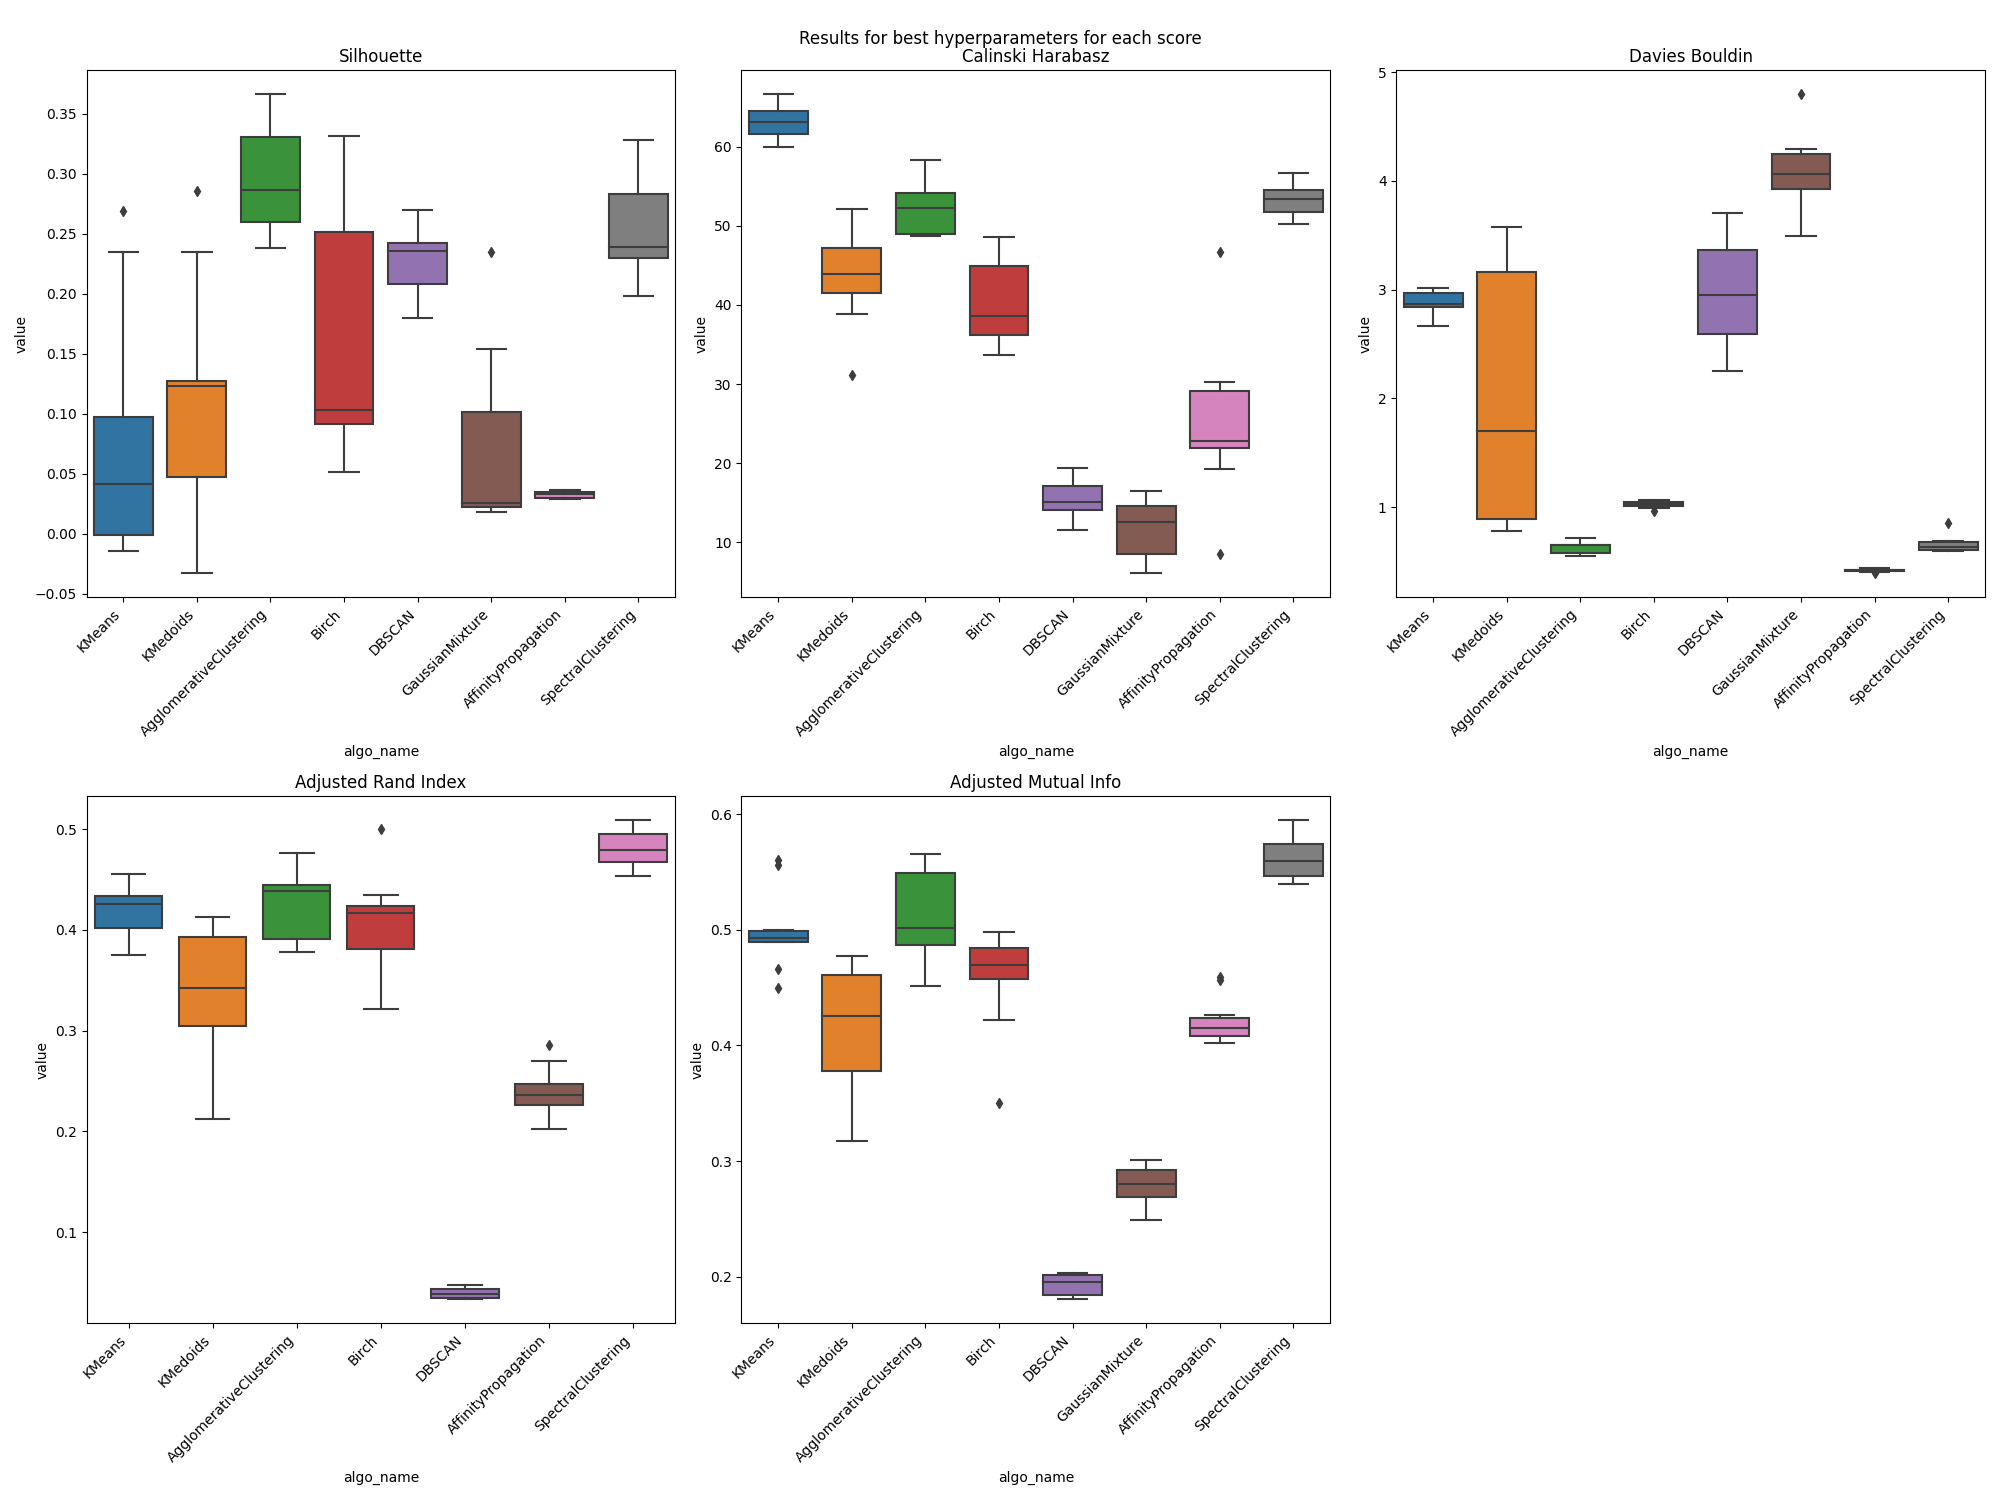 Results for best hyperparameters for each score
Silhouette
value
0.35
0.30
0.25
0.20
0.15
0.10
0.05
0.00
−0.05
KMeans
KMedoids
AgglomerativeClustering
Birch
DBSCAN
GaussianMixture
AffinityPropagation
SpectralClustering
algo_name
Calinski Harabasz
value
60
50
40
30
20
10
KMeans
KMedoids
AgglomerativeClustering
Birch
DBSCAN
GaussianMixture
AffinityPropagation
SpectralClustering
algo_name
Davies Bouldin
value
5
4
3
2
1
KMeans
KMedoids
AgglomerativeClustering
Birch
DBSCAN
GaussianMixture
AffinityPropagation
SpectralClustering
algo_name
Adjusted Rand Index
value
0.5
0.4
0.3
0.2
0.1
KMeans
KMedoids
AgglomerativeClustering
Birch
DBSCAN
AffinityPropagation
SpectralClustering
algo_name
Adjusted Mutual Info
value
0.6
0.5
0.4
0.3
0.2
KMeans
KMedoids
AgglomerativeClustering
Birch
DBSCAN
GaussianMixture
AffinityPropagation
SpectralClustering
algo_name